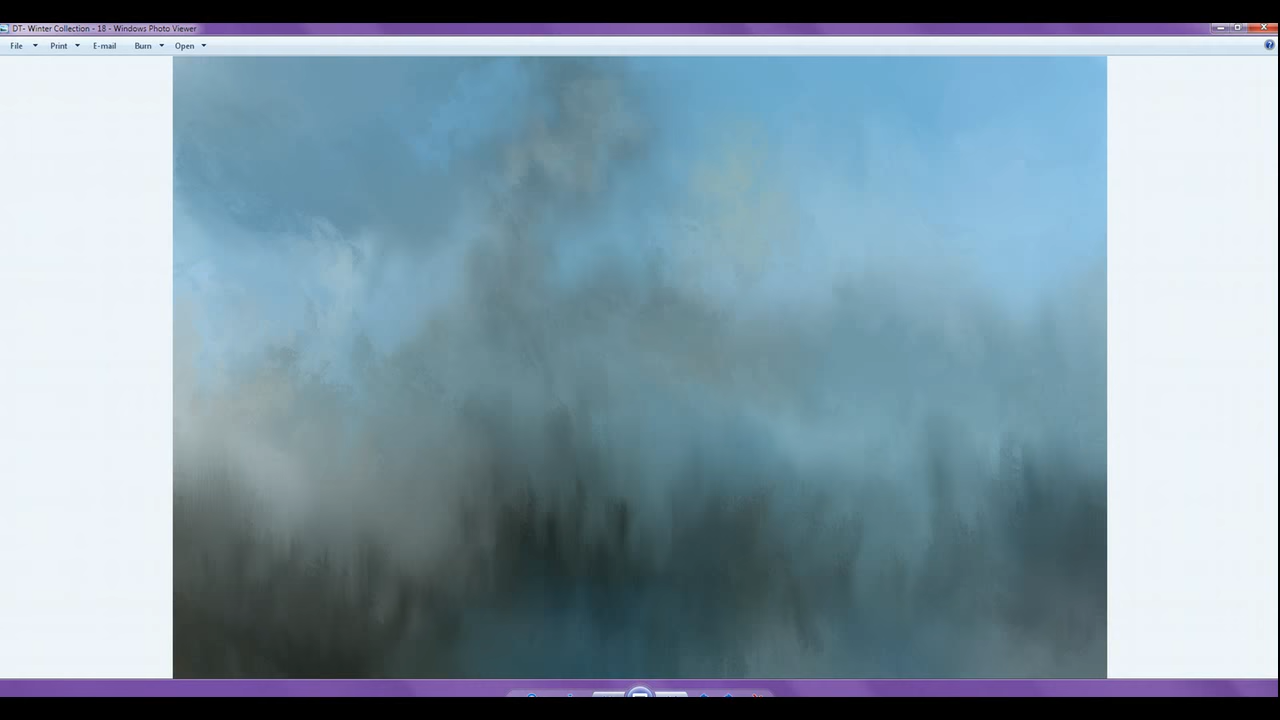 DT- Winter Collection - 18 - Windows Photo Viewer
File Print E-mail Burn Open